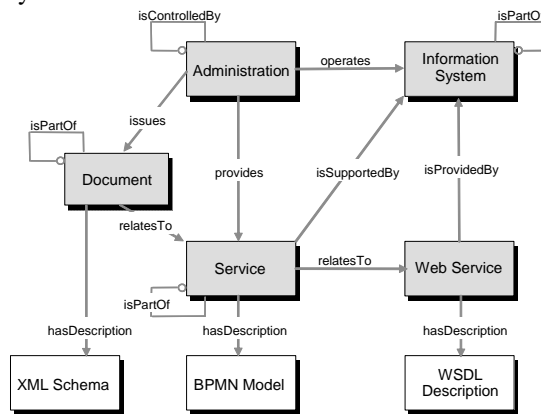 y
isControlledBy
isPartO
Administration
operates
Information
System
isPartOf
issues
Document
provides
isSupportedBy
isProvidedBy
relatesTo
Service
relatesTo
Web Service
isPartOf
hasDescription
hasDescription
hasDescription
XML Schema
BPMN Model
WSDL
Description